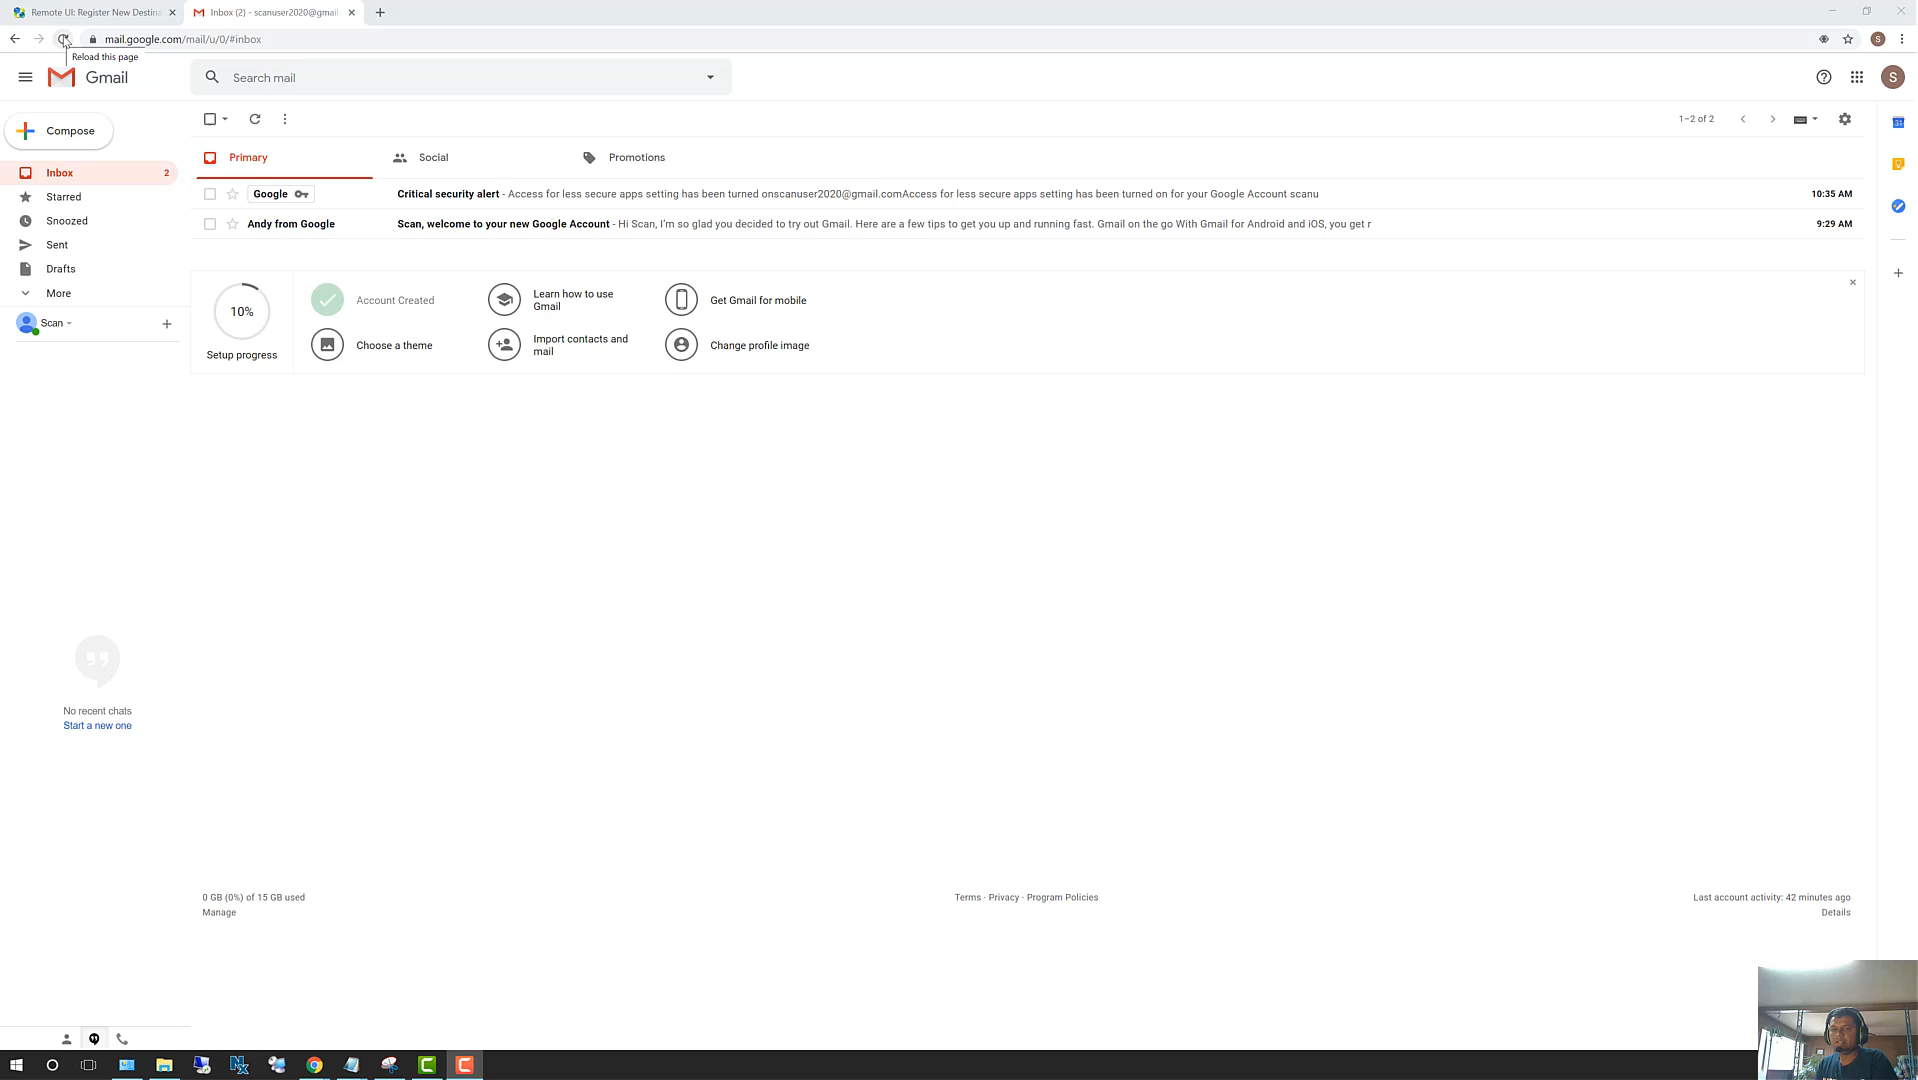 Remote UI: Register New Destina
Inbox (2) - scanuser2020@gmail
mail.google.com/mail/u/0/#inbox
S
Reload this page
Gmail
Search mail
S
Compose
1–2 of 2
31
Primary
Social
Promotions
Inbox 2
Starred
Snoozed
Sent
Drafts
More
Scan
Google Critical security alert - Access for less secure apps setting has been turned onscanuser2020@gmail.comAccess for less secure apps setting has been turned on for your Google Account scanu 10:35 AM
Andy from Google Scan, welcome to your new Google Account - Hi Scan, I'm so glad you decided to try out Gmail. Here are a few tips to get you up and running fast. Gmail on the go With Gmail for Android and iOS, you get r 9:29 AM
10%
Setup progress
Account Created
Learn how to use
Gmail
Get Gmail for mobile
Choose a theme
Import contacts and
mail
Change profile image
No recent chats
Start a new one
0 GB (0%) of 15 GB used
Manage
Terms · Privacy · Program Policies
Last account activity: 42 minutes ago
Details